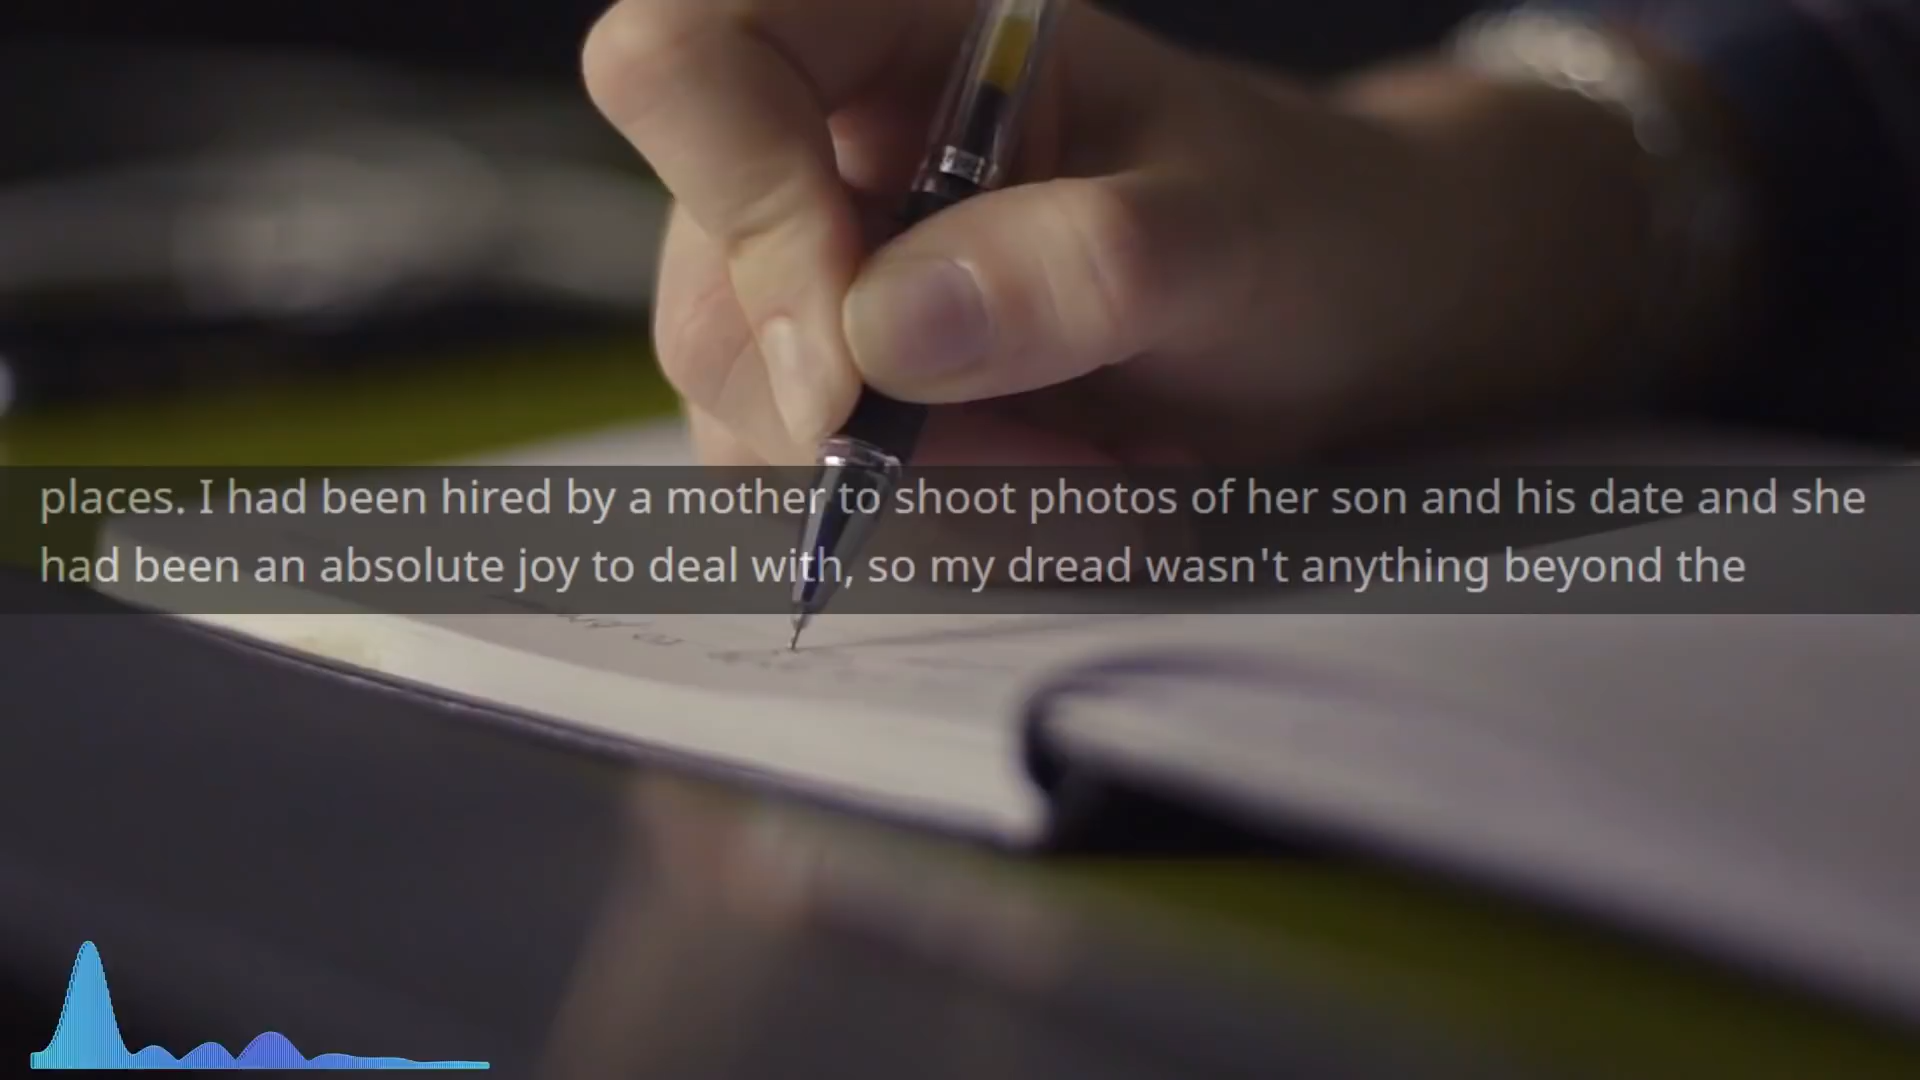 places. I had been hired by a mother to shoot photos of her son and his date and she
had been an absolute joy to deal with, so my dread wasn't anything beyond the